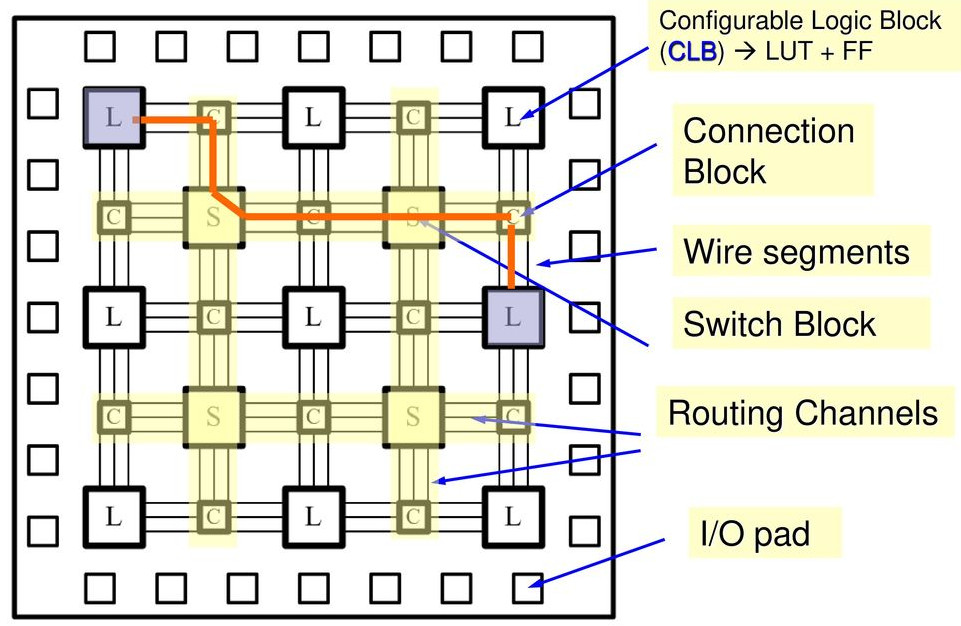 Configurable Logic Block
(CLB) → LUT + FF
L C L C L
Connection
Block
C S C S C
Wire segments
L C L C L
Switch Block
C S C S C
Routing Channels
L C L C L
I/O pad